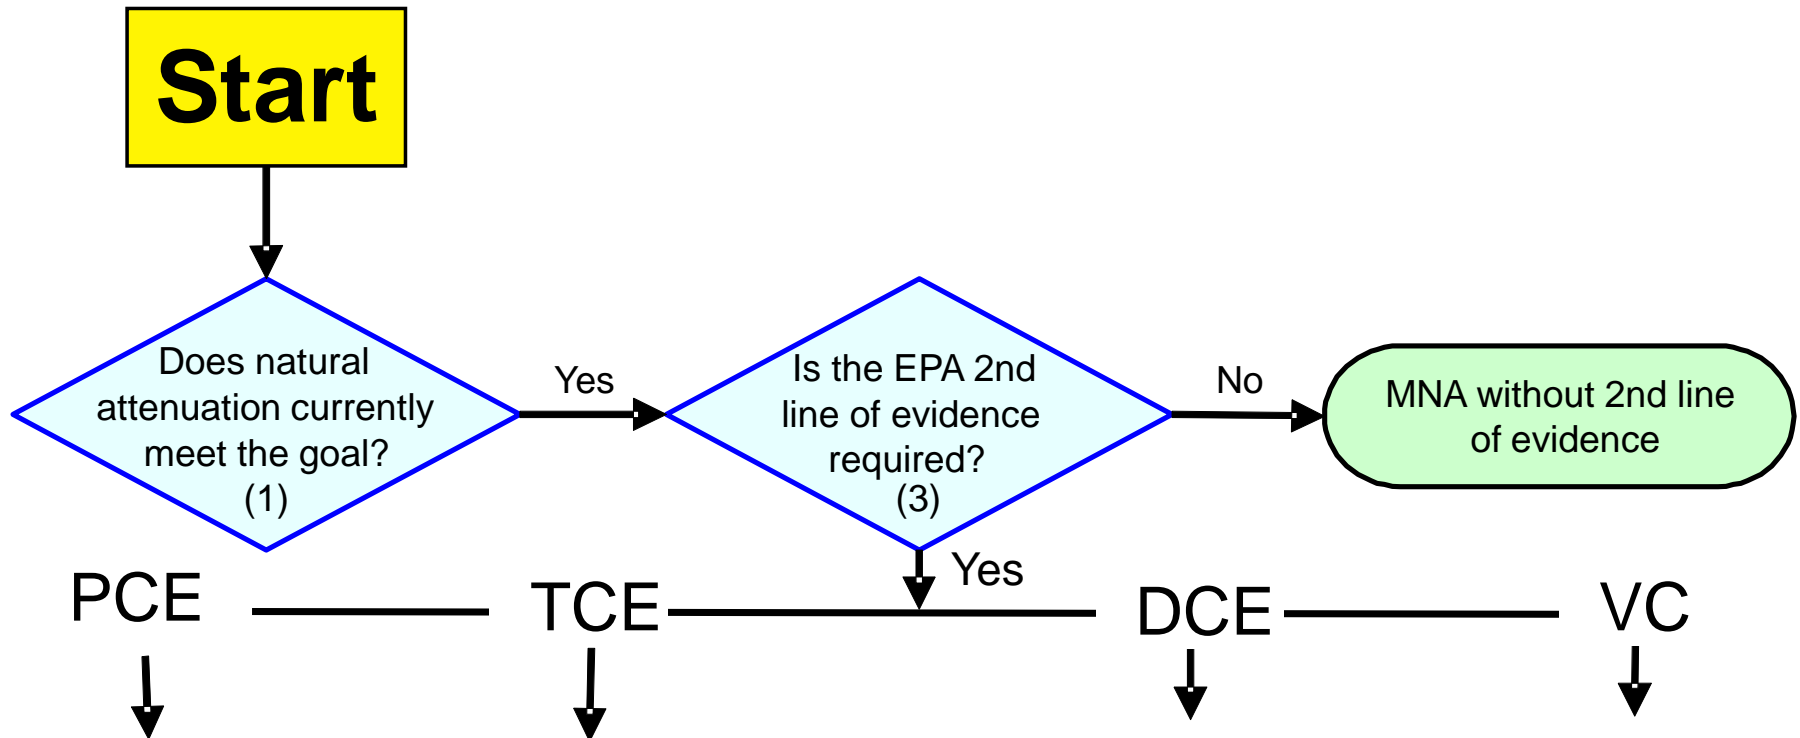 Start
Does natural
attenuation currently
meet the goal?
(1)
Yes
Is the EPA 2nd
line of evidence
required?
(3)
No
MNA without 2nd line
of evidence
Yes
PCE
TCE
DCE
VC